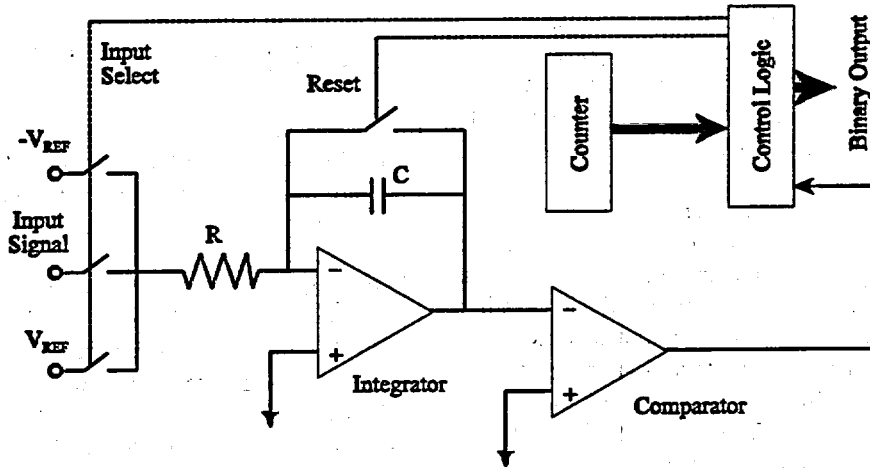 Input
Select
Reset
-V_REF
Input
Signal
V_REF
R
C
-
+
Integrator
-
+
Comparator
Counter
Control Logic
Binary Output